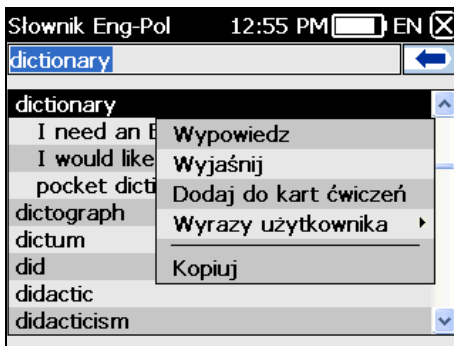 Słownik Eng-Pol 12:55 PM EN
dictionary
dictionary
I need an
Wypowiedz
I would like
Wyjaśnij
pocket dicti
Dodaj do kart ćwiczeń
dictograph
Wyrazy użytkownika
dictum
did
Kopiuj
didactic
didacticism